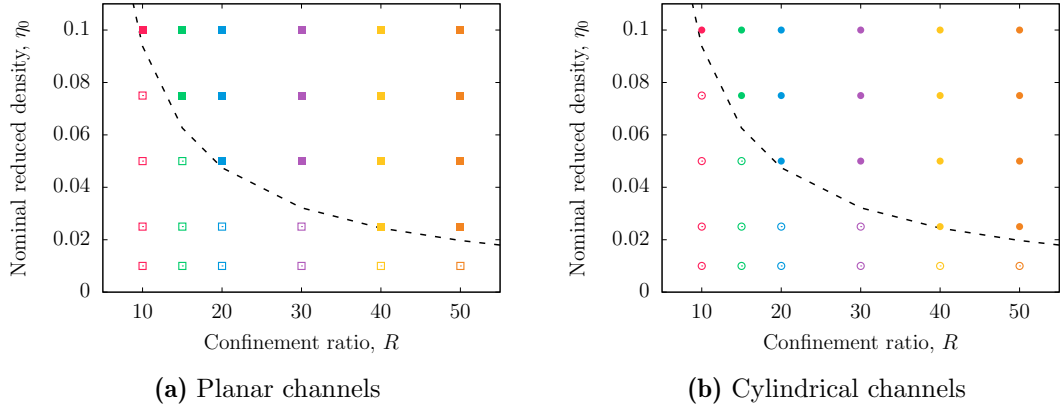 Nominal reduced density, η0
0.1
0.08
0.06
0.04
0.02
0
10 20 30 40 50
Confinement ratio, R
(a) Planar channels
Nominal reduced density, η0
0.1
0.08
0.06
0.04
0.02
0
10 20 30 40 50
Confinement ratio, R
(b) Cylindrical channels